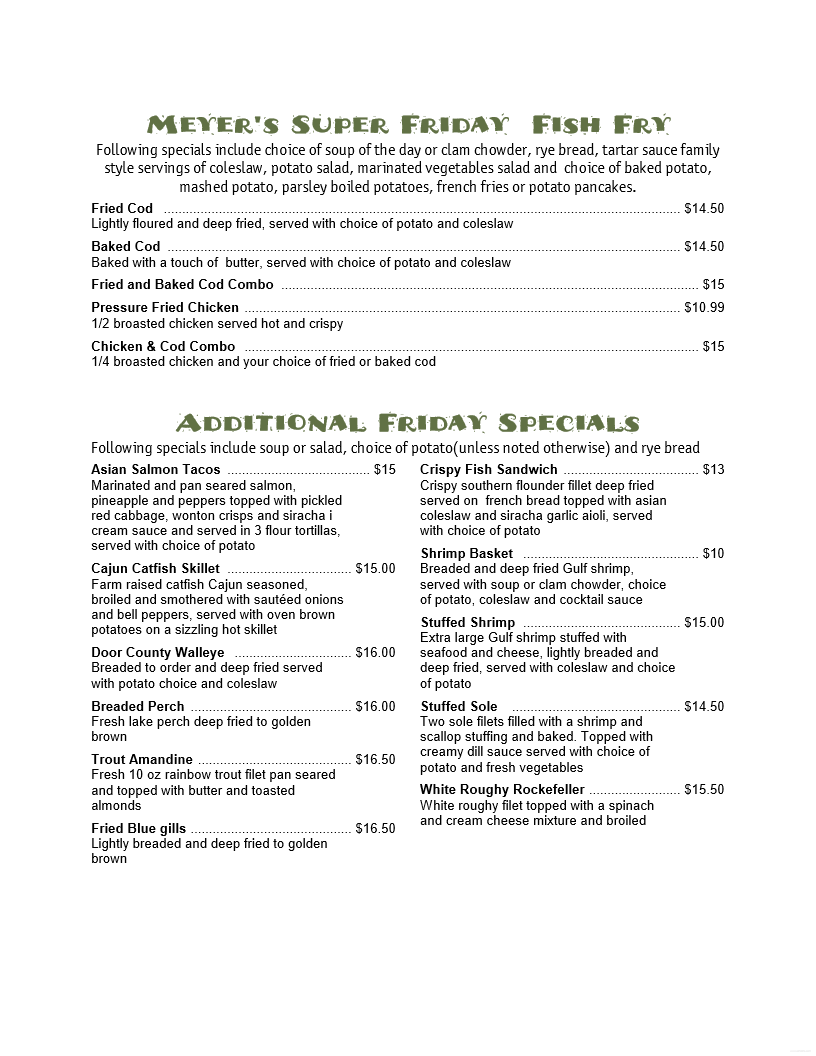 MEYER'S SUPER FRIDAY FISH FRY
Following specials include choice of soup of the day or clam chowder, rye bread, tartar sauce family
style servings of coleslaw, potato salad, marinated vegetables salad and choice of baked potato,
mashed potato, parsley boiled potatoes, french fries or potato pancakes.
Fried Cod ........................................ $14.50
Lightly floured and deep fried, served with choice of potato and coleslaw
Baked Cod ........................................ $14.50
Baked with a touch of butter, served with choice of potato and coleslaw
Fried and Baked Cod Combo ........................................ $15
Pressure Fried Chicken ........................................ $10.99
1/2 broasted chicken served hot and crispy
Chicken & Cod Combo ........................................ $15
1/4 broasted chicken and your choice of fried or baked cod
ADDITIONAL FRIDAY SPECIALS
Following specials include soup or salad, choice of potato(unless noted otherwise) and rye bread
Asian Salmon Tacos ........................................ $15
Marinated and pan seared salmon,
pineapple and peppers topped with pickled
red cabbage, wonton crisps and siracha i
cream sauce and served in 3 flour tortillas,
served with choice of potato
Cajun Catfish Skillet .................................. $15.00
Farm raised catfish Cajun seasoned,
broiled and smothered with sautéed onions
and bell peppers, served with oven brown
potatoes on a sizzling hot skillet
Door County Walleye ................................ $16.00
Breaded to order and deep fried served
with potato choice and coleslaw
Breaded Perch ............................................ $16.00
Fresh lake perch deep fried to golden
brown
Trout Amandine .......................................... $16.50
Fresh 10 oz rainbow trout filet pan seared
and topped with butter and toasted
almonds
Fried Blue gills ............................................ $16.50
Lightly breaded and deep fried to golden
brown
Crispy Fish Sandwich ..................................... $13
Crispy southern flounder fillet deep fried
served on french bread topped with asian
coleslaw and siracha garlic aioli, served
with choice of potato
Shrimp Basket ................................................ $10
Breaded and deep fried Gulf shrimp,
served with soup or clam chowder, choice
of potato, coleslaw and cocktail sauce
Stuffed Shrimp ........................................... $15.00
Extra large Gulf shrimp stuffed with
seafood and cheese, lightly breaded and
deep fried, served with coleslaw and choice
of potato
Stuffed Sole .............................................. $14.50
Two sole filets filled with a shrimp and
scallop stuffing and baked. Topped with
creamy dill sauce served with choice of
potato and fresh vegetables
White Roughy Rockefeller ......................... $15.50
White roughy filet topped with a spinach
and cream cheese mixture and broiled